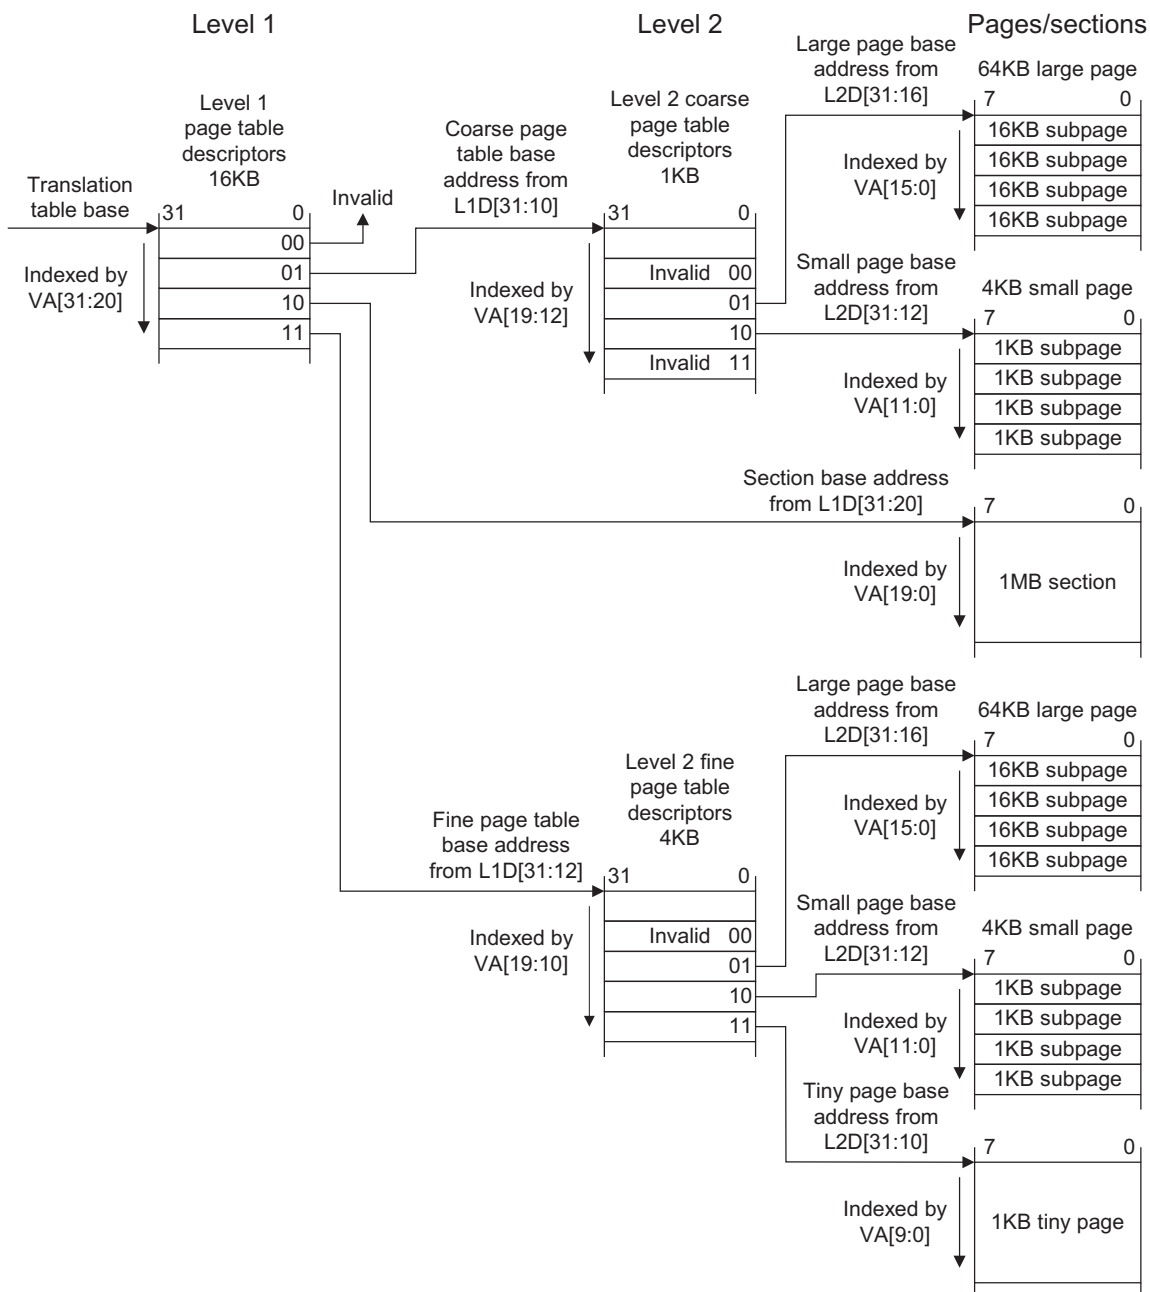 Level 1
Level 2
Pages/sections
Level 1
page table
descriptors
16KB
Translation
table base
31 0
Invalid
00
01
10
11
Indexed by
VA[31:20]
Coarse page
table base
address from
L1D[31:10]
Level 2 coarse
page table
descriptors
1KB
31 0
Invalid 00
01
10
Invalid 11
Indexed by
VA[19:12]
Large page base
address from
L2D[31:16]
64KB large page
7 0
16KB subpage
16KB subpage
16KB subpage
16KB subpage
Indexed by
VA[15:0]
Small page base
address from
L2D[31:12]
4KB small page
7 0
1KB subpage
1KB subpage
1KB subpage
1KB subpage
Indexed by
VA[11:0]
Section base address
from L1D[31:20]
7 0
Indexed by
VA[19:0]
1MB section
Fine page table
base address
from L1D[31:12]
Level 2 fine
page table
descriptors
4KB
31 0
Invalid 00
01
10
11
Indexed by
VA[19:10]
Large page base
address from
L2D[31:16]
64KB large page
7 0
16KB subpage
16KB subpage
16KB subpage
16KB subpage
Indexed by
VA[15:0]
Small page base
address from
L2D[31:12]
4KB small page
7 0
1KB subpage
1KB subpage
1KB subpage
1KB subpage
Indexed by
VA[11:0]
Tiny page base
address from
L2D[31:10]
7 0
Indexed by
VA[9:0]
1KB tiny page